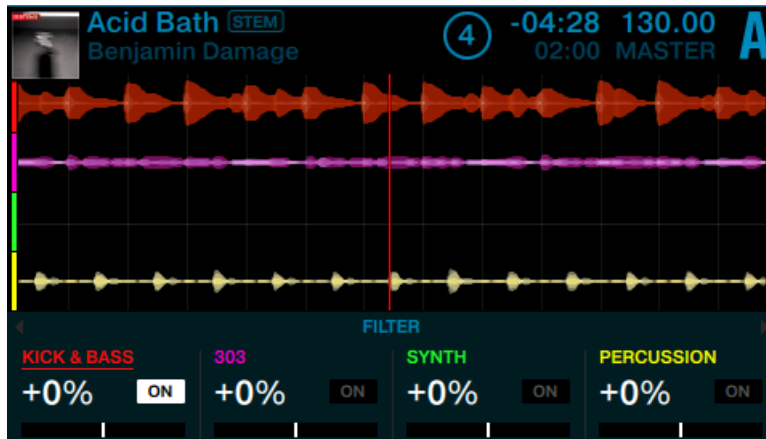 Acid Bath STEM
Benjamin Damage
4
-04:28 130.00
02:00 MASTER
A
FILTER
KICK & BASS 303 SYNTH PERCUSSION
+0% ON +0% ON +0% ON +0% ON